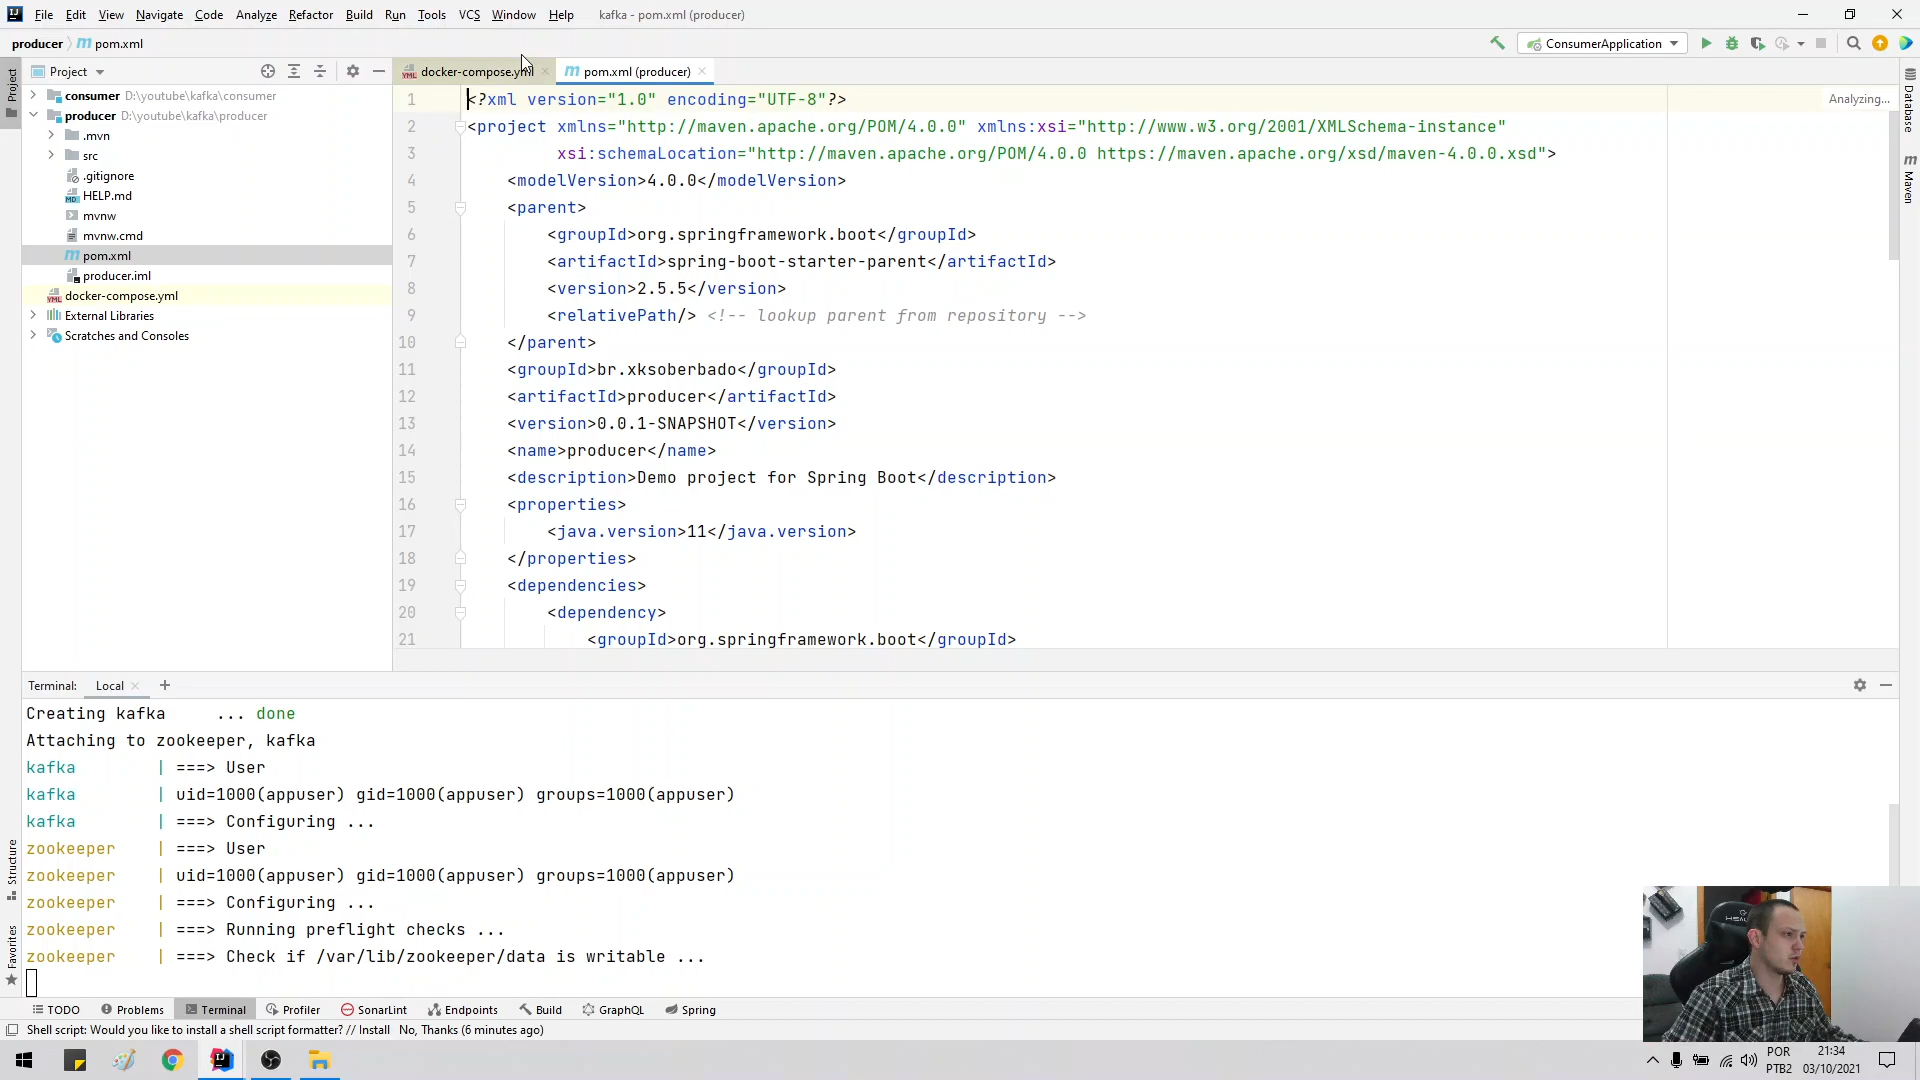 File Edit View Navigate Code Analyze Refactor Build Run Tools VCS Window Help kafka - pom.xml (producer)
producer pom.xml
ConsumerApplication
Project
docker-compose.yml
pom.xml (producer)
consumer D:\youtube\kafka\consumer
producer D:\youtube\kafka\producer
.mvn
src
.gitignore
HELP.md
mvnw
mvnw.cmd
pom.xml
producer.iml
docker-compose.yml
External Libraries
Scratches and Consoles
Project
Structure
Favorites
Database
Maven
Analyzing...
1 <?xml version="1.0" encoding="UTF-8"?>
2 <project xmlns="http://maven.apache.org/POM/4.0.0" xmlns:xsi="http://www.w3.org/2001/XMLSchema-instance"
3 xsi:schemaLocation="http://maven.apache.org/POM/4.0.0 https://maven.apache.org/xsd/maven-4.0.0.xsd">
4 <modelVersion>4.0.0</modelVersion>
5 <parent>
6 <groupId>org.springframework.boot</groupId>
7 <artifactId>spring-boot-starter-parent</artifactId>
8 <version>2.5.5</version>
9 <relativePath/> <!-- lookup parent from repository -->
10 </parent>
11 <groupId>br.xksoberbado</groupId>
12 <artifactId>producer</artifactId>
13 <version>0.0.1-SNAPSHOT</version>
14 <name>producer</name>
15 <description>Demo project for Spring Boot</description>
16 <properties>
17 <java.version>11</java.version>
18 </properties>
19 <dependencies>
20 <dependency>
21 <groupId>org.springframework.boot</groupId>
Terminal: Local
Creating kafka ... done
Attaching to zookeeper, kafka
kafka | ===> User
kafka | uid=1000(appuser) gid=1000(appuser) groups=1000(appuser)
kafka | ===> Configuring ...
zookeeper | ===> User
zookeeper | uid=1000(appuser) gid=1000(appuser) groups=1000(appuser)
zookeeper | ===> Configuring ...
zookeeper | ===> Running preflight checks ...
zookeeper | ===> Check if /var/lib/zookeeper/data is writable ...
TODO Problems Terminal Profiler SonarLint Endpoints Build GraphQL Spring
Shell script: Would you like to install a shell script formatter? // Install No, Thanks (6 minutes ago)
POR
PTB2
21:34
03/10/2021